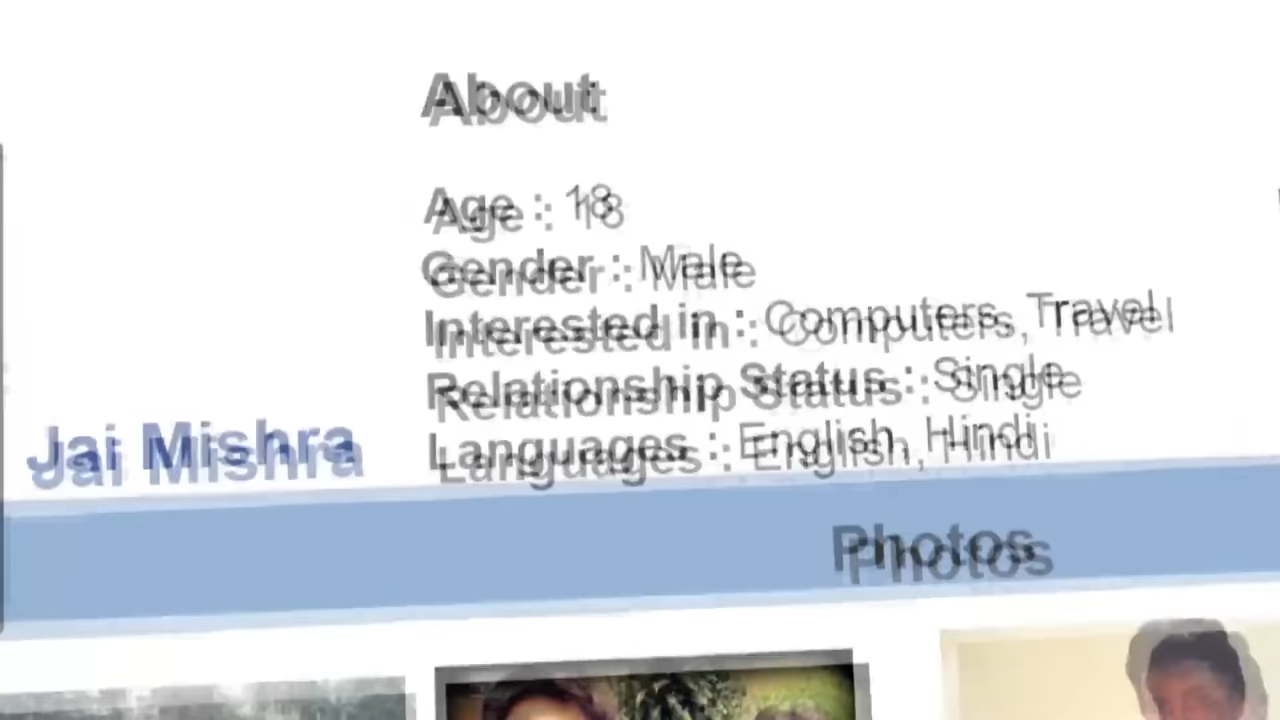 About
Age : 18
Gender : Male
Interested in : Computers, Travel
Relationship Status : Single
Languages : English, Hindi
Jai Mishra
Photos